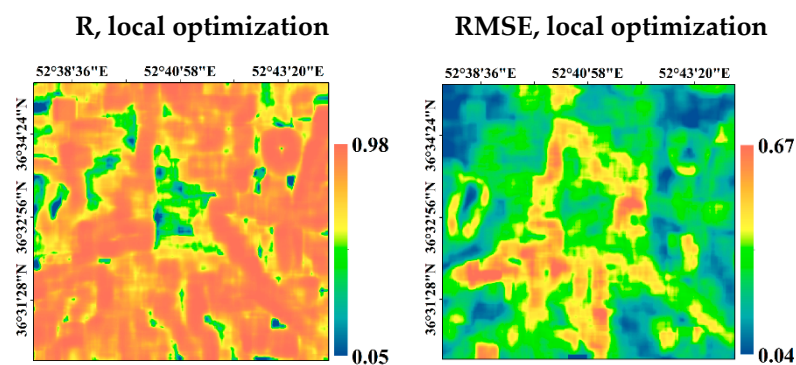 R, local optimization
52°38'36"E 52°40'58"E 52°43'20"E
36°34'24"N
36°32'56"N
36°31'28"N
0.98
0.05
RMSE, local optimization
52°38'36"E 52°40'58"E 52°43'20"E
36°34'24"N
36°32'56"N
36°31'28"N
0.67
0.04